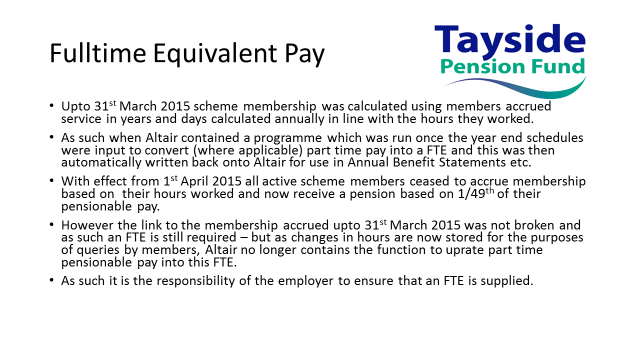 Fulltime Equivalent Pay
Tayside
Pension Fund
• Upto 31st March 2015 scheme membership was calculated using members accrued
service in years and days calculated annually in line with the hours they worked.
• As such when Altair contained a programme which was run once the year end schedules
were input to convert (where applicable) part time pay into a FTE and this was then
automatically written back onto Altair for use in Annual Benefit Statements etc.
• With effect from 1st April 2015 all active scheme members ceased to accrue membership
based on their hours worked and now receive a pension based on 1/49th of their
pensionable pay.
• However the link to the membership accrued upto 31st March 2015 was not broken and
as such an FTE is still required – but as changes in hours are now stored for the purposes
of queries by members, Altair no longer contains the function to uprate part time
pensionable pay into this FTE.
• As such it is the responsibility of the employer to ensure that an FTE is supplied.